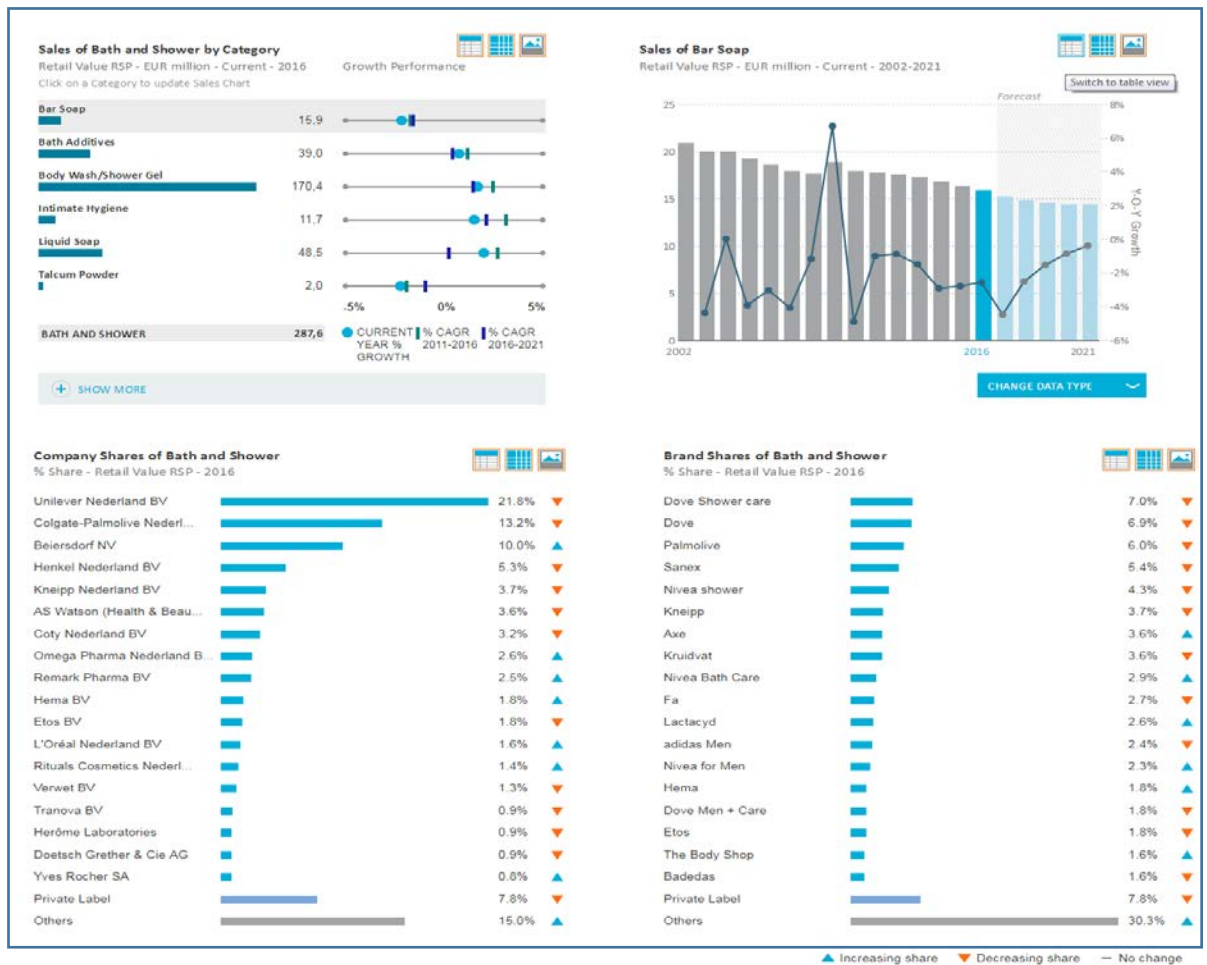 Sales of Bath and Shower by Category
Retail Value RSP - EUR million - Current - 2016
Growth Performance
Click on a Category to update Sales Chart
Bar Soap
15,9
Bath Additives
39,0
Body Wash/Shower Gel
170,4
Intimate Hygiene
11,7
Liquid Soap
48,5
Talcum Powder
2,0
-5% 0% 5%
BATH AND SHOWER 287,6
CURRENT YEAR % GROWTH
% CAGR 2011-2016
% CAGR 2016-2021
SHOW MORE
Sales of Bar Soap
Retail Value RSP - EUR million - Current - 2002-2021
Switch to table view
Forecast
25
20
15
10
5
0
8%
6%
4%
2%
0%
-2%
-4%
-6%
Y-O-Y Growth
2002 2016 2021
CHANGE DATA TYPE
Company Shares of Bath and Shower
% Share - Retail Value RSP - 2016
Unilever Nederland BV 21.8%
Colgate-Palmolive Nederl... 13.2%
Beiersdorf NV 10.0%
Henkel Nederland BV 5.3%
Kneipp Nederland BV 3.7%
AS Watson (Health & Beau... 3.6%
Coty Nederland BV 3.2%
Omega Pharma Nederland B... 2.6%
Remark Pharma BV 2.5%
Hema BV 1.8%
Etos BV 1.8%
L'Oréal Nederland BV 1.6%
Rituals Cosmetics Nederl... 1.4%
Verwet BV 1.3%
Tranova BV 0.9%
Herôme Laboratories 0.9%
Doetsch Grether & Cie AG 0.9%
Yves Rocher SA 0.8%
Private Label 7.8%
Others 15.0%
Brand Shares of Bath and Shower
% Share - Retail Value RSP - 2016
Dove Shower care 7.0%
Dove 6.9%
Palmolive 6.0%
Sanex 5.4%
Nivea shower 4.3%
Kneipp 3.7%
Axe 3.6%
Kruidvat 3.6%
Nivea Bath Care 2.9%
Fa 2.7%
Lactacyd 2.6%
adidas Men 2.4%
Nivea for Men 2.3%
Hema 1.8%
Dove Men + Care 1.8%
Etos 1.8%
The Body Shop 1.6%
Badedas 1.6%
Private Label 7.8%
Others 30.3%
Increasing share Decreasing share No change